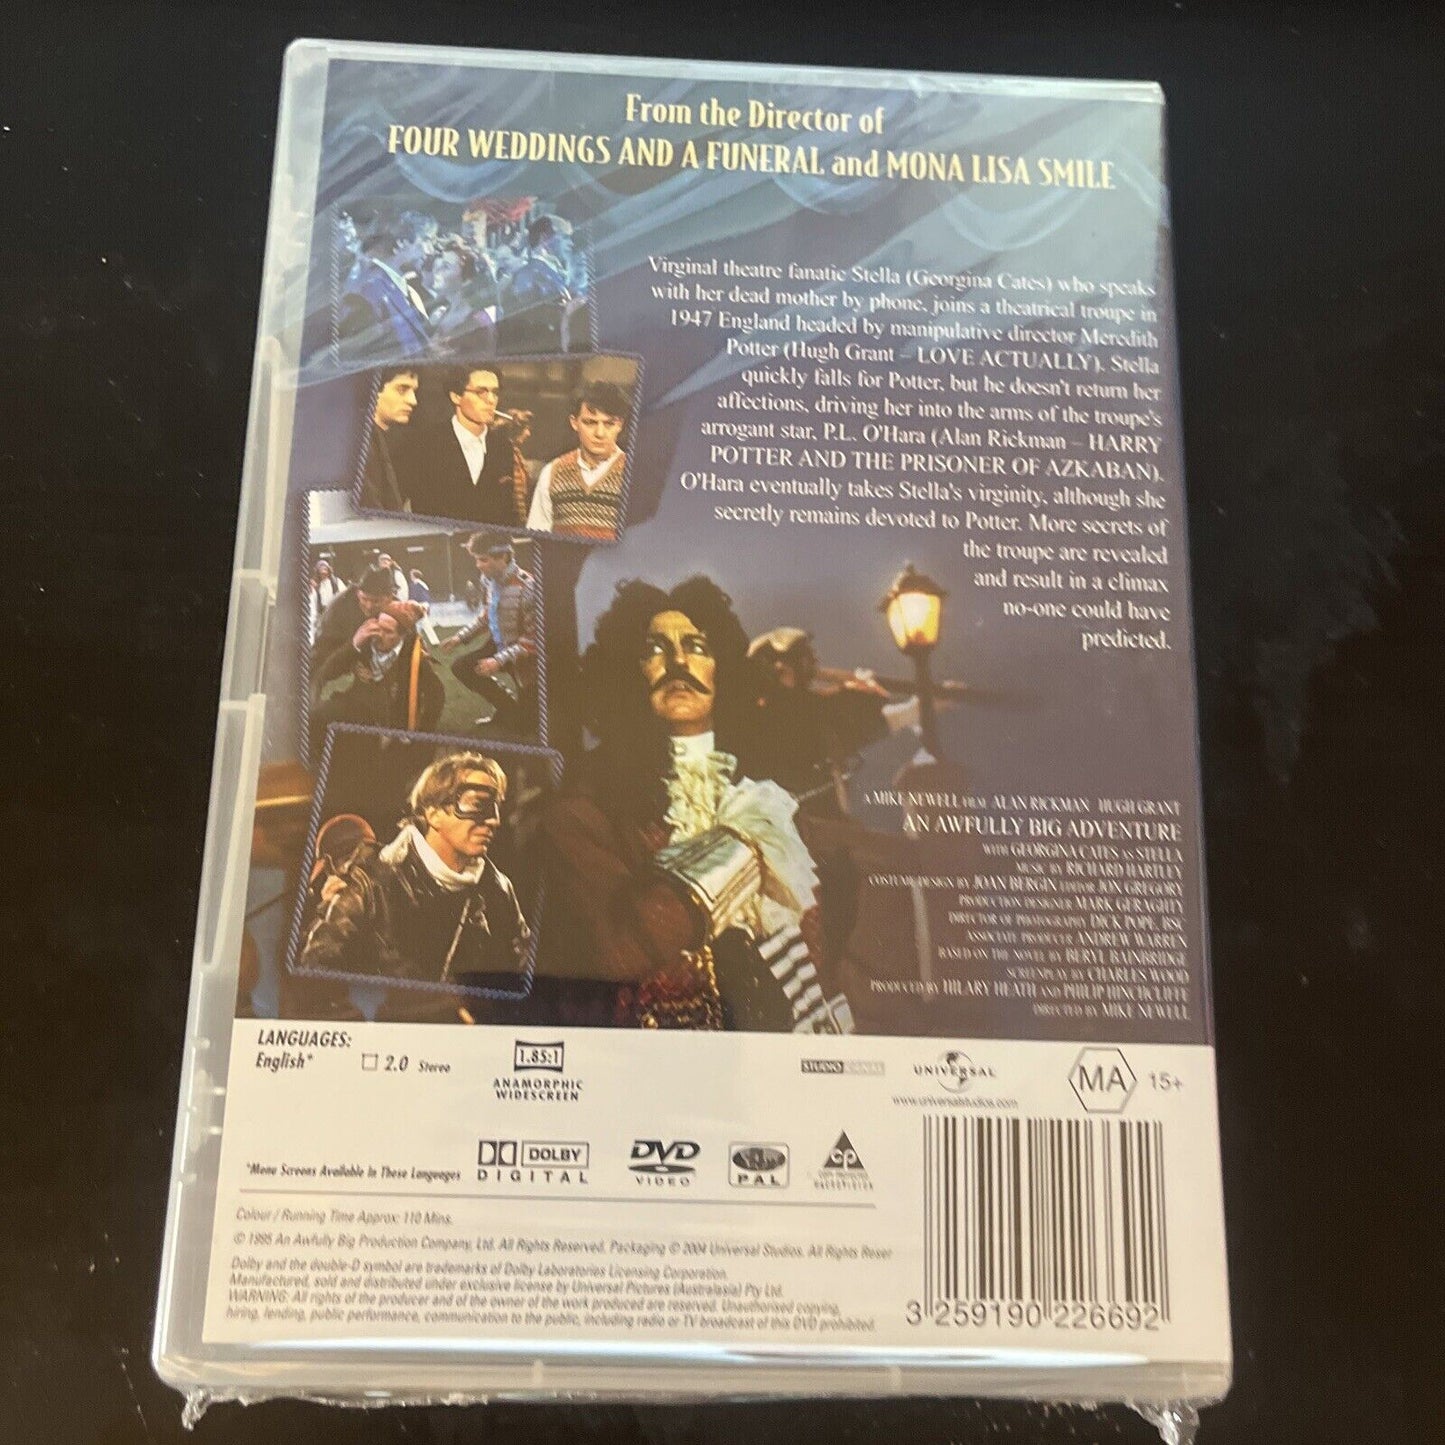 From the Director of
FOUR WEDDINGS AND A FUNERAL and MONA LISA SMILE
Virginal theatre fanatic Stella (Georgina Cates) who speaks
with her dead mother by phone, joins a theatrical troupe in
1947 England headed by manipulative director Meredith
Potter (Hugh Grant – LOVE ACTUALLY). Stella
quickly falls for Potter, but he doesn't return her
affections, driving her into the arms of the troupe's
arrogant star, P.L. O'Hara (Alan Rickman – HARRY
POTTER AND THE PRISONER OF AZKABAN).
O'Hara eventually takes Stella's virginity, although she
secretly remains devoted to Potter. More secrets of
the troupe are revealed
and result in a climax
no-one could have
predicted.
A MIKE NEWELL FILM ALAN RICKMAN HUGH GRANT
AN AWFULLY BIG ADVENTURE
WITH GEORGINA CATES AS STELLA
MUSIC BY RICHARD HARTLEY
COSTUME DESIGN BY JOAN BERGIN EDITOR JON GREGORY
PRODUCTION DESIGNER MARK GERAGHTY
DIRECTOR OF PHOTOGRAPHY DICK POPE, BSC
ASSOCIATE PRODUCER ANDREW WARREN
BASED ON THE NOVEL BY BERYL BAINBRIDGE
SCREENPLAY BY CHARLES WOOD
PRODUCED BY HILARY HEATH AND PHILIP HINCHCLIFFE
DIRECTED BY MIKE NEWELL
LANGUAGES:
English* 2.0 Stereo
1.85:1
ANAMORPHIC
WIDESCREEN
STUDIO CANAL
UNIVERSAL
www.universalstudios.com
MA 15+
*Menu Screens Available In These Languages
DOLBY
DIGITAL
DVD
VIDEO
PAL
CP
Colour / Running Time Approx: 110 Mins.
© 1995 An Awfully Big Production Company, Ltd. All Rights Reserved. Packaging © 2004 Universal Studios. All Rights Reser
Dolby and the double-D symbol are trademarks of Dolby Laboratories Licensing Corporation.
Manufactured, sold and distributed under exclusive license by Universal Pictures (Australasia) Pty Ltd.
WARNING: All rights of the producer and of the owner of the work produced are reserved. Unauthorised copying,
hiring, lending, public performance, communication to the public, including radio or TV broadcast of this DVD prohibited.
3 259190 226692